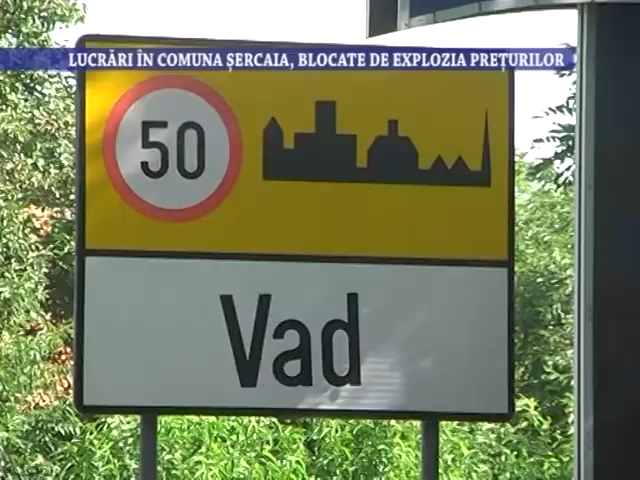 LUCRĂRI ÎN COMUNA ȘERCAIA, BLOCATE DE EXPLOZIA PREȚURILOR
50
Vad